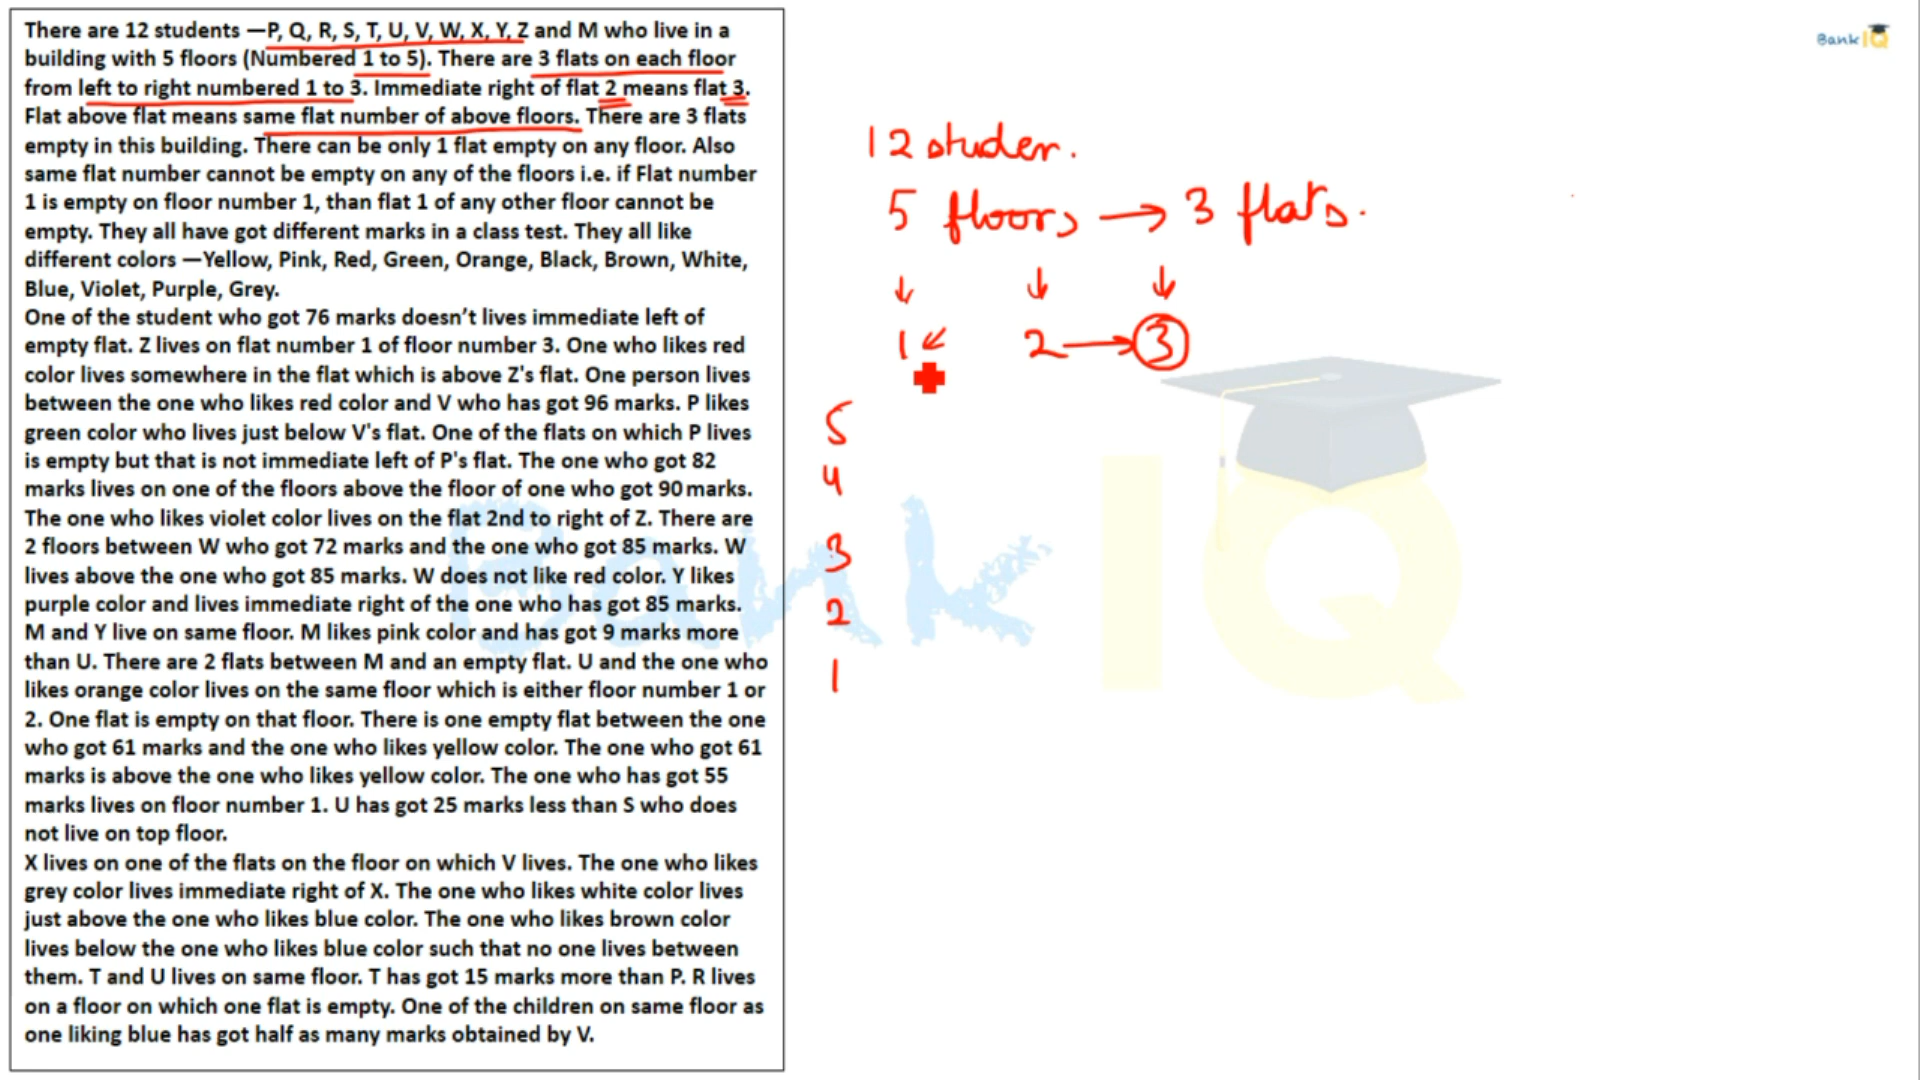 There are 12 students —P, Q, R, S, T, U, V, W, X, Y, Z and M who live in a
building with 5 floors (Numbered 1 to 5). There are 3 flats on each floor
from left to right numbered 1 to 3. Immediate right of flat 2 means flat 3.
Flat above flat means same flat number of above floors. There are 3 flats
empty in this building. There can be only 1 flat empty on any floor. Also
same flat number cannot be empty on any of the floors i.e. if Flat number
1 is empty on floor number 1, than flat 1 of any other floor cannot be
empty. They all have got different marks in a class test. They all like
different colors —Yellow, Pink, Red, Green, Orange, Black, Brown, White,
Blue, Violet, Purple, Grey.
One of the student who got 76 marks doesn't lives immediate left of
empty flat. Z lives on flat number 1 of floor number 3. One who likes red
color lives somewhere in the flat which is above Z's flat. One person lives
between the one who likes red color and V who has got 96 marks. P likes
green color who lives just below V's flat. One of the flats on which P lives
is empty but that is not immediate left of P's flat. The one who got 82
marks lives on one of the floors above the floor of one who got 90 marks.
The one who likes violet color lives on the flat 2nd to right of Z. There are
2 floors between W who got 72 marks and the one who got 85 marks. W
lives above the one who got 85 marks. W does not like red color. Y likes
purple color and lives immediate right of the one who has got 85 marks.
M and Y live on same floor. M likes pink color and has got 9 marks more
than U. There are 2 flats between M and an empty flat. U and the one who
likes orange color lives on the same floor which is either floor number 1 or
2. One flat is empty on that floor. There is one empty flat between the one
who got 61 marks and the one who likes yellow color. The one who got 61
marks is above the one who likes yellow color. The one who has got 55
marks lives on floor number 1. U has got 25 marks less than S who does
not live on top floor.
X lives on one of the flats on the floor on which V lives. The one who likes
grey color lives immediate right of X. The one who likes white color lives
just above the one who likes blue color. The one who likes brown color
lives below the one who likes blue color such that no one lives between
them. T and U lives on same floor. T has got 15 marks more than P. R lives
on a floor on which one flat is empty. One of the children on same floor as
one liking blue has got half as many marks obtained by V.
12 studen.
5 floors → 3 flats.
↓ ↓ ↓
1 2 → 3
5
4
3
2
1
Bank IQ
Bank IQ